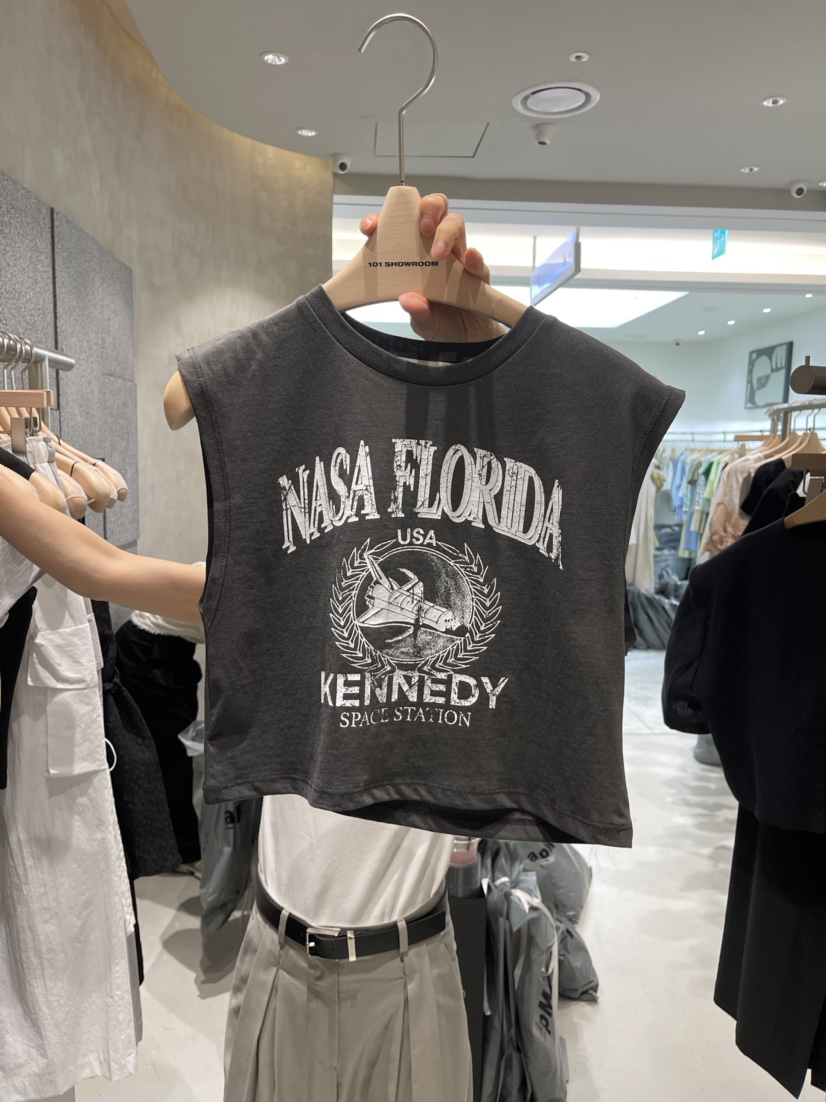 101 SHOWROOM
NASA FLORIDA
USA
KENNEDY
SPACE STATION